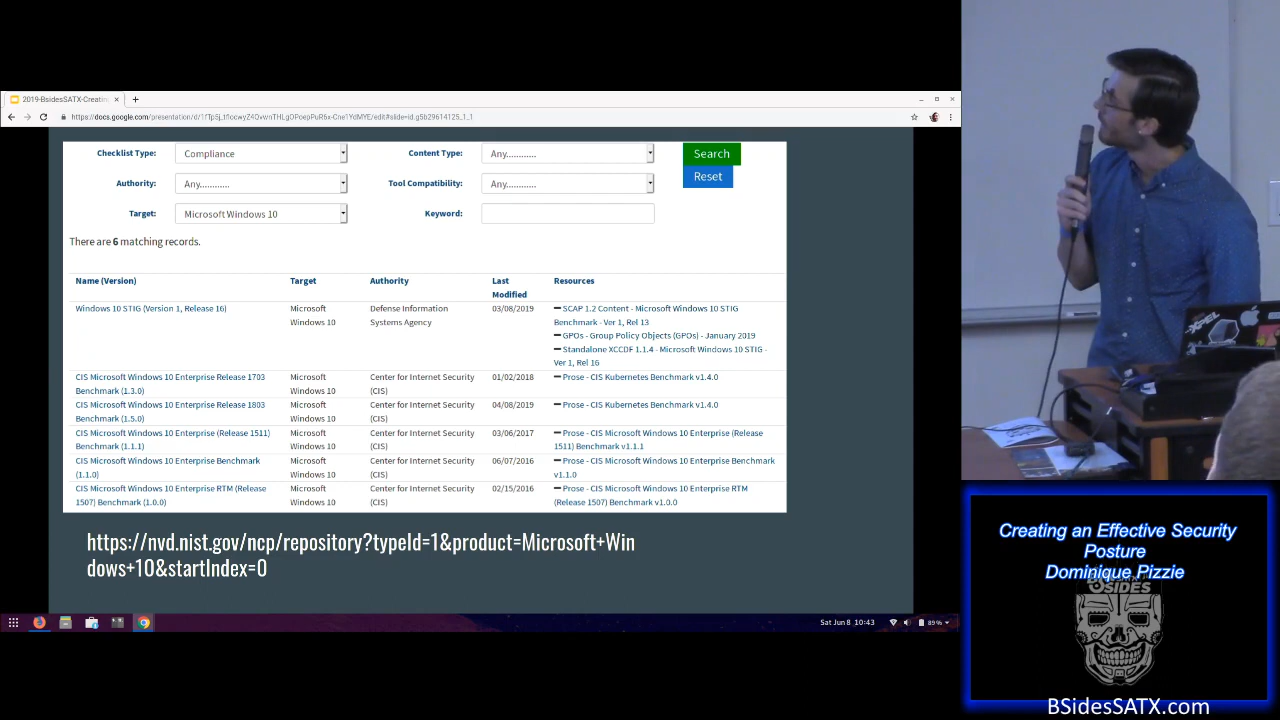 2019-BsidesSATX-Creatin
Checklist Type:
Compliance
Content Type:
Any............
Search
Authority:
Any............
Tool Compatibility:
Any............
Reset
Target:
Microsoft Windows 10
Keyword:
There are 6 matching records.
Name (Version)
Target
Authority
Last
Modified
Resources
Windows 10 STIG (Version 1, Release 16)
Microsoft
Windows 10
Defense Information
Systems Agency
03/08/2019
SCAP 1.2 Content - Microsoft Windows 10 STIG
Benchmark - Ver 1, Rel 13
GPOs - Group Policy Objects (GPOs) - January 2019
Standalone XCCDF 1.1.4 - Microsoft Windows 10 STIG -
Ver 1, Rel 16
CIS Microsoft Windows 10 Enterprise Release 1703
Benchmark (1.3.0)
Microsoft
Windows 10
Center for Internet Security
(CIS)
01/02/2018
Prose - CIS Kubernetes Benchmark v1.4.0
CIS Microsoft Windows 10 Enterprise Release 1803
Benchmark (1.5.0)
Microsoft
Windows 10
Center for Internet Security
(CIS)
04/08/2019
Prose - CIS Kubernetes Benchmark v1.4.0
CIS Microsoft Windows 10 Enterprise (Release 1511)
Benchmark (1.1.1)
Microsoft
Windows 10
Center for Internet Security
(CIS)
03/06/2017
Prose - CIS Microsoft Windows 10 Enterprise (Release
1511) Benchmark v1.1.1
CIS Microsoft Windows 10 Enterprise Benchmark
(1.1.0)
Microsoft
Windows 10
Center for Internet Security
(CIS)
06/07/2016
Prose - CIS Microsoft Windows 10 Enterprise Benchmark
v1.1.0
CIS Microsoft Windows 10 Enterprise RTM (Release
1507) Benchmark (1.0.0)
Microsoft
Windows 10
Center for Internet Security
(CIS)
02/15/2016
Prose - CIS Microsoft Windows 10 Enterprise RTM
(Release 1507) Benchmark v1.0.0
https://nvd.nist.gov/ncp/repository?typeId=1&product=Microsoft+Win
dows+10&startIndex=0
Sat Jun 8 10:43
89 %
Creating an Effective Security
Posture
Dominique Pizzie
BSIDES
BSidesSATX.com